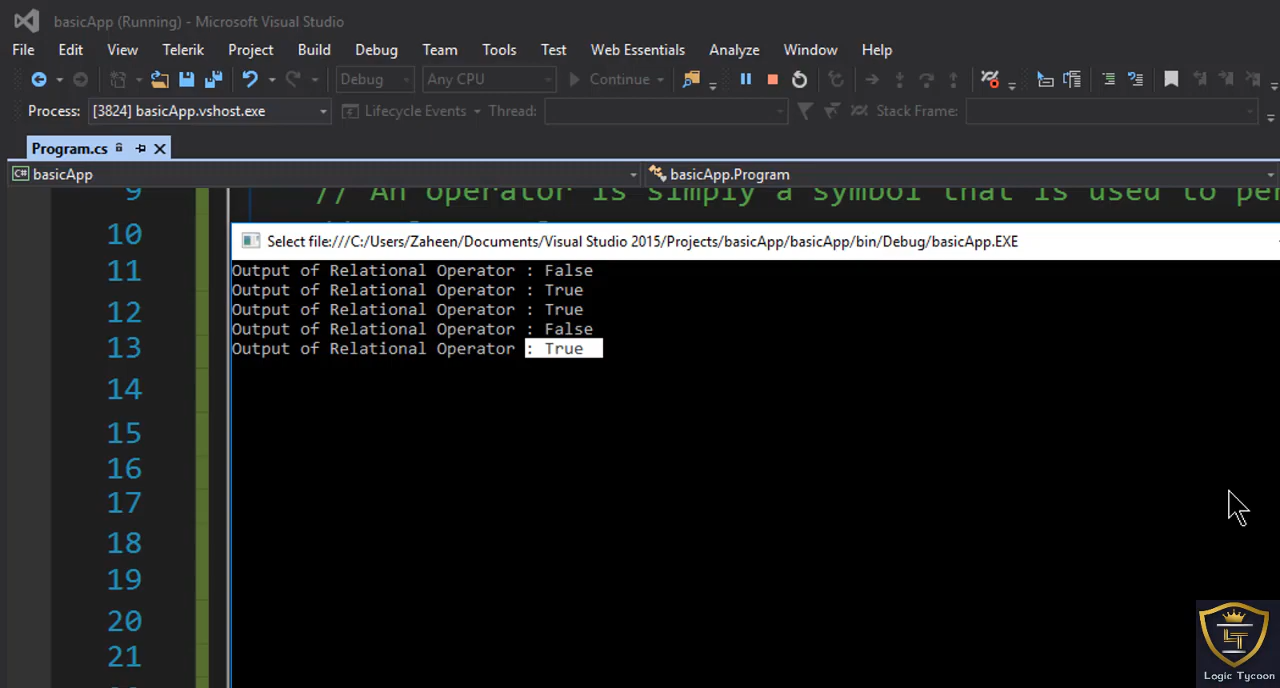 basicApp (Running) - Microsoft Visual Studio
File Edit View Telerik Project Build Debug Team Tools Test Web Essentials Analyze Window Help
Debug Any CPU Continue
Process: [3824] basicApp.vshost.exe Lifecycle Events Thread: Stack Frame:
Program.cs
C# basicApp basicApp.Program
9 // An operator is simply a symbol that is used to
10
Select file:///C:/Users/Zaheen/Documents/Visual Studio 2015/Projects/basicApp/basicApp/bin/Debug/basicApp.EXE
11 Output of Relational Operator : False
Output of Relational Operator : True
12 Output of Relational Operator : True
Output of Relational Operator : False
13 Output of Relational Operator : True
14
15
16
17
18
19
20
21
LT
Logic Tycoon